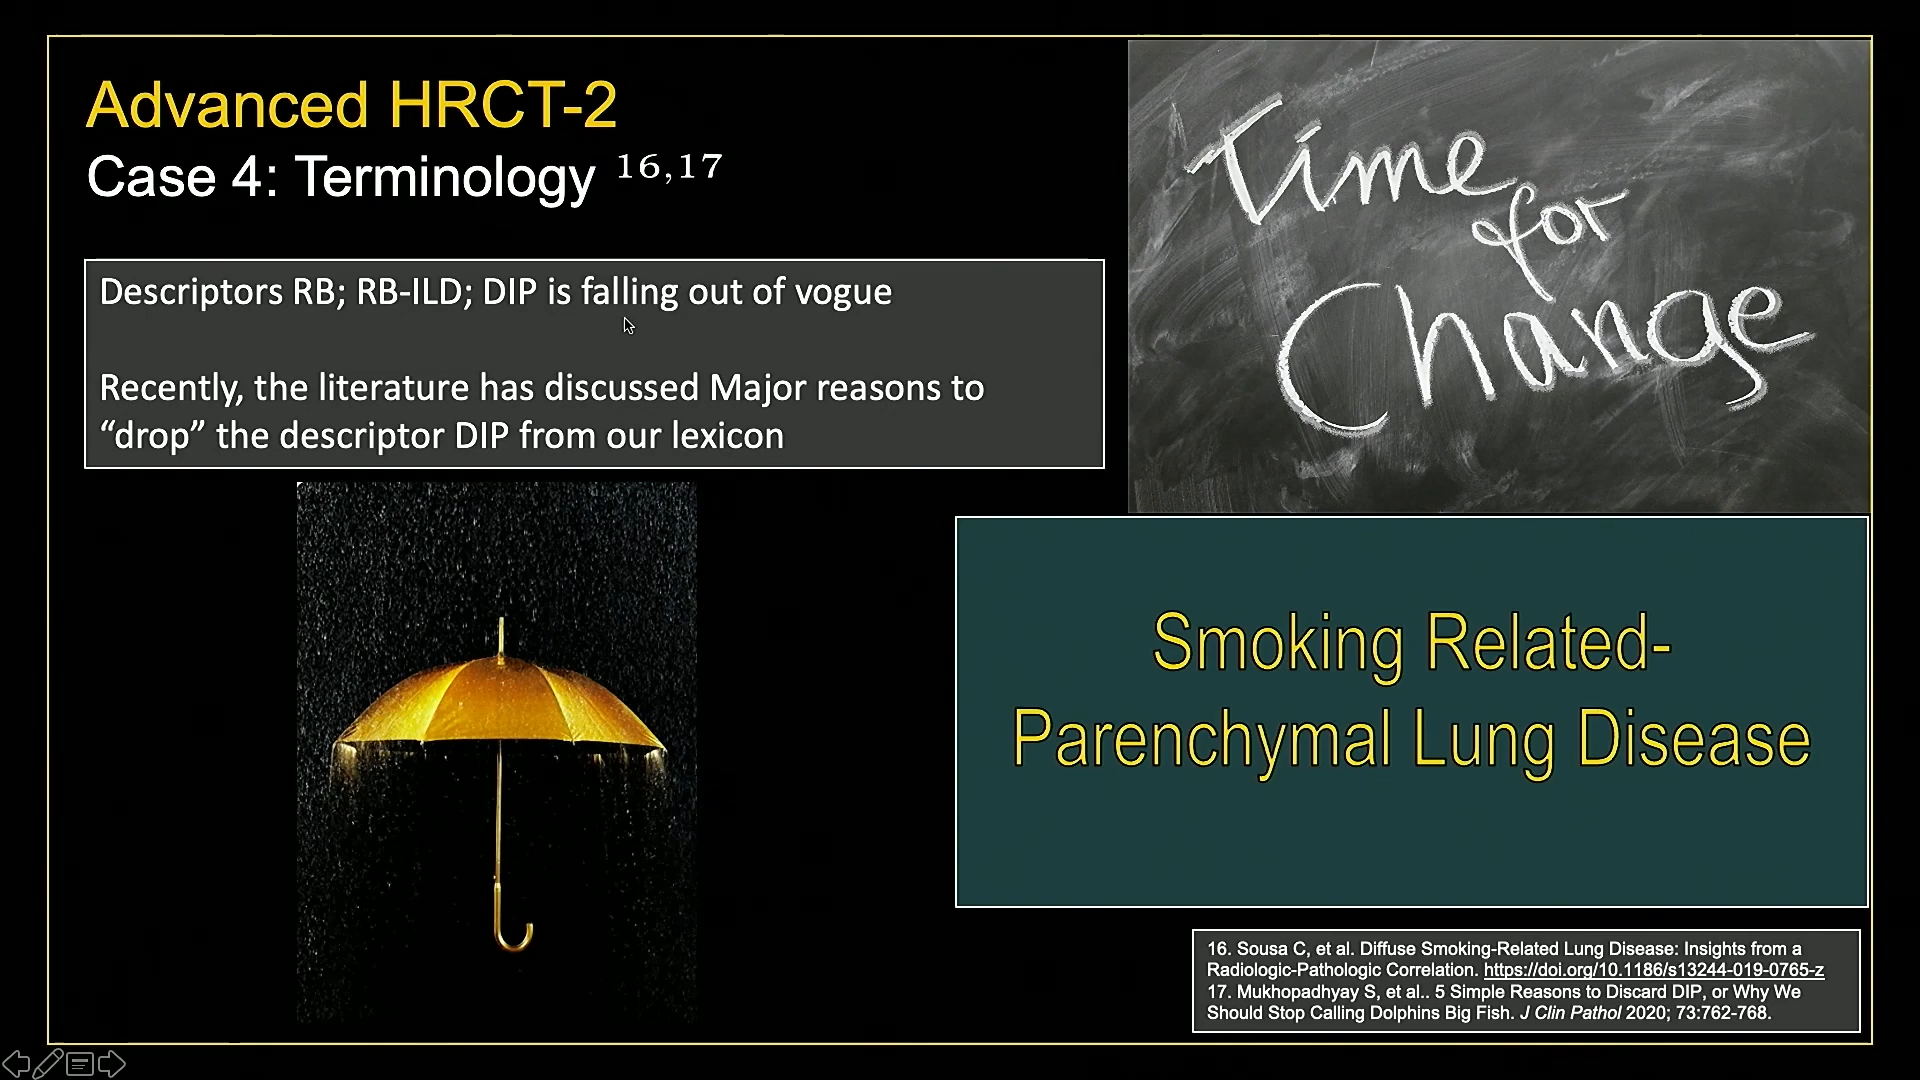 Advanced HRCT-2
Case 4: Terminology 16,17
Descriptors RB; RB-ILD; DIP is falling out of vogue
Recently, the literature has discussed Major reasons to
“drop” the descriptor DIP from our lexicon
Time
for
Change
Smoking Related-
Parenchymal Lung Disease
16. Sousa C, et al. Diffuse Smoking-Related Lung Disease: Insights from a
Radiologic-Pathologic Correlation. https://doi.org/10.1186/s13244-019-0765-z
17. Mukhopadhyay S, et al.. 5 Simple Reasons to Discard DIP, or Why We
Should Stop Calling Dolphins Big Fish. J Clin Pathol 2020; 73:762-768.